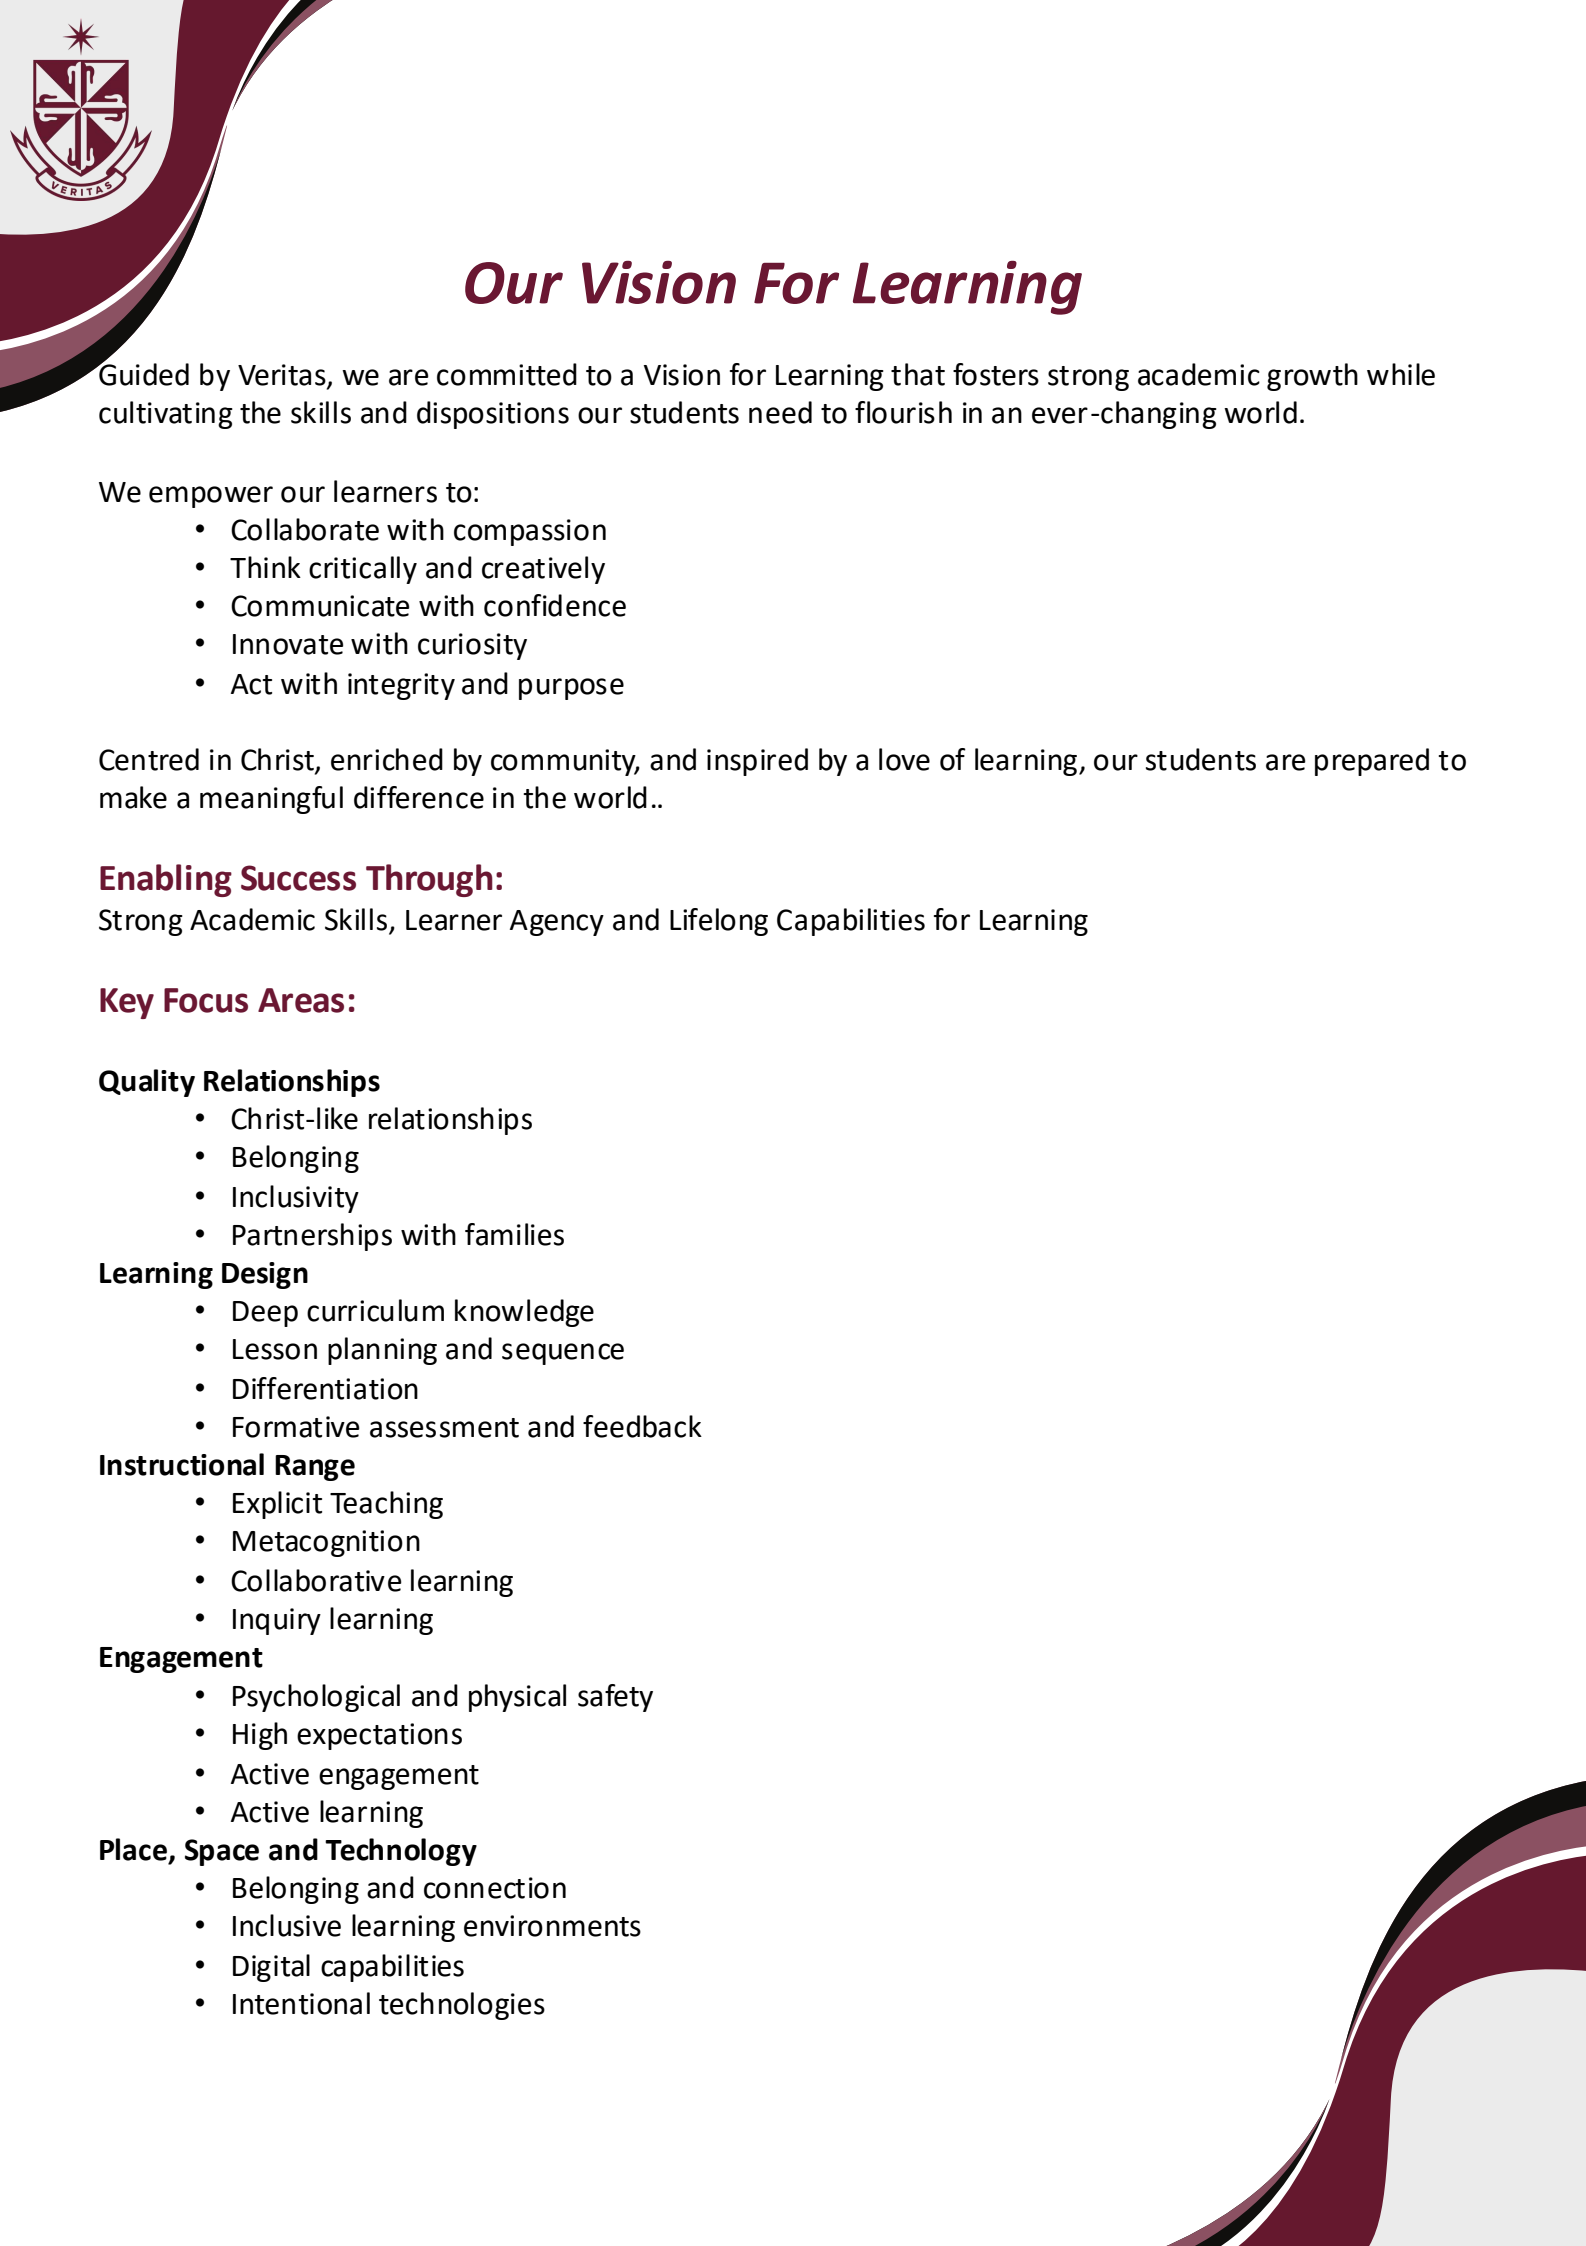 VERITAS
Our Vision For Learning
Guided by Veritas, we are committed to a Vision for Learning that fosters strong academic growth while
cultivating the skills and dispositions our students need to flourish in an ever-changing world.
We empower our learners to:
• Collaborate with compassion
• Think critically and creatively
• Communicate with confidence
• Innovate with curiosity
• Act with integrity and purpose
Centred in Christ, enriched by community, and inspired by a love of learning, our students are prepared to
make a meaningful difference in the world..
Enabling Success Through:
Strong Academic Skills, Learner Agency and Lifelong Capabilities for Learning
Key Focus Areas:
Quality Relationships
• Christ-like relationships
• Belonging
• Inclusivity
• Partnerships with families
Learning Design
• Deep curriculum knowledge
• Lesson planning and sequence
• Differentiation
• Formative assessment and feedback
Instructional Range
• Explicit Teaching
• Metacognition
• Collaborative learning
• Inquiry learning
Engagement
• Psychological and physical safety
• High expectations
• Active engagement
• Active learning
Place, Space and Technology
• Belonging and connection
• Inclusive learning environments
• Digital capabilities
• Intentional technologies